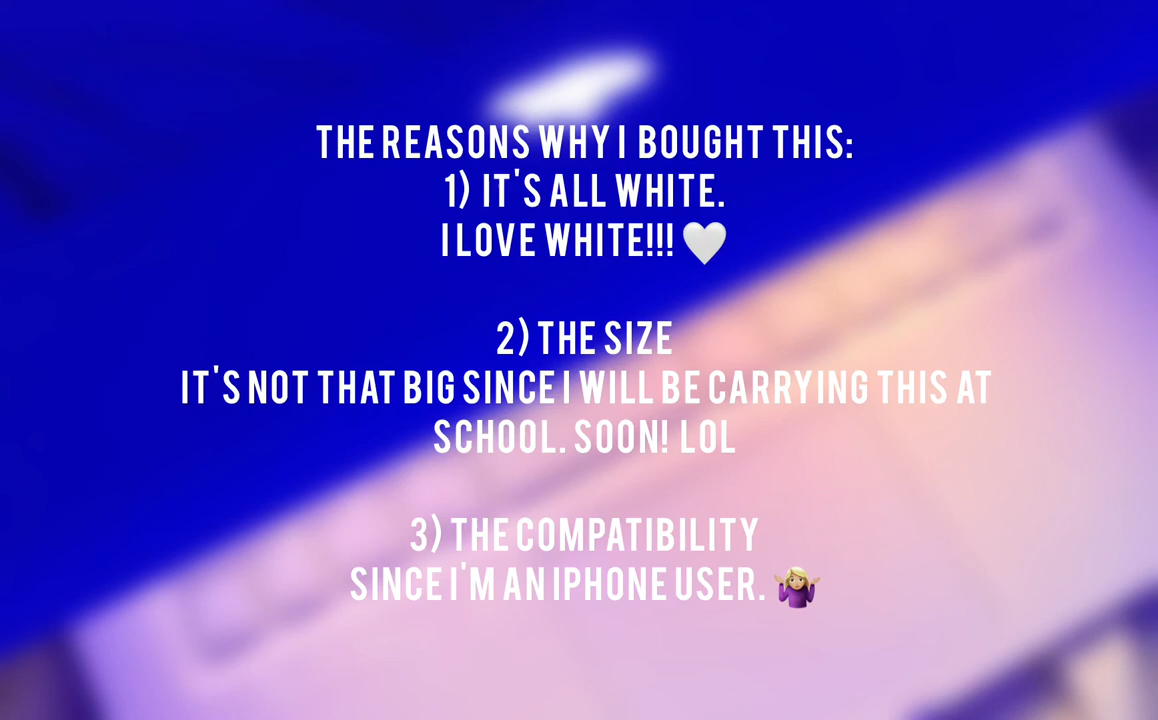 THE REASONS WHY I BOUGHT THIS:
1) IT'S ALL WHITE.
I LOVE WHITE!!! 🤍
2) THE SIZE
IT'S NOT THAT BIG SINCE I WILL BE CARRYING THIS AT
SCHOOL. SOON! LOL
3) THE COMPATIBILITY
SINCE I'M AN IPHONE USER. 🤷🏼‍♀️